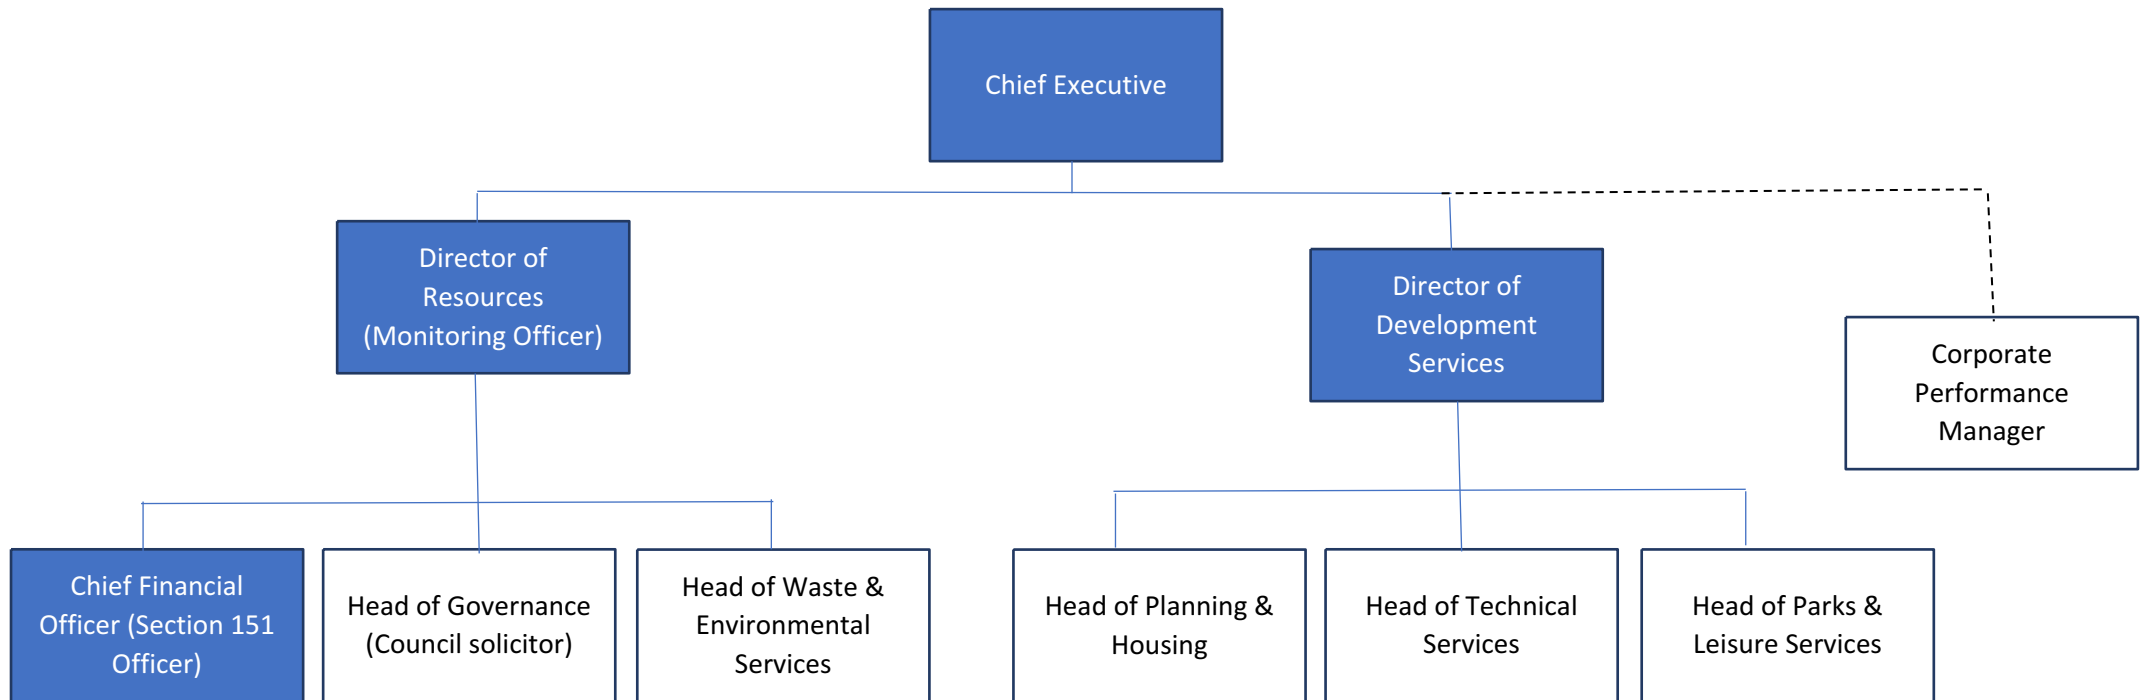 Chief Executive
Director of
Resources
(Monitoring Officer)
Director of
Development
Services
Corporate
Performance
Manager
Chief Financial
Officer (Section 151
Officer)
Head of Governance
(Council solicitor)
Head of Waste &
Environmental
Services
Head of Planning &
Housing
Head of Technical
Services
Head of Parks &
Leisure Services